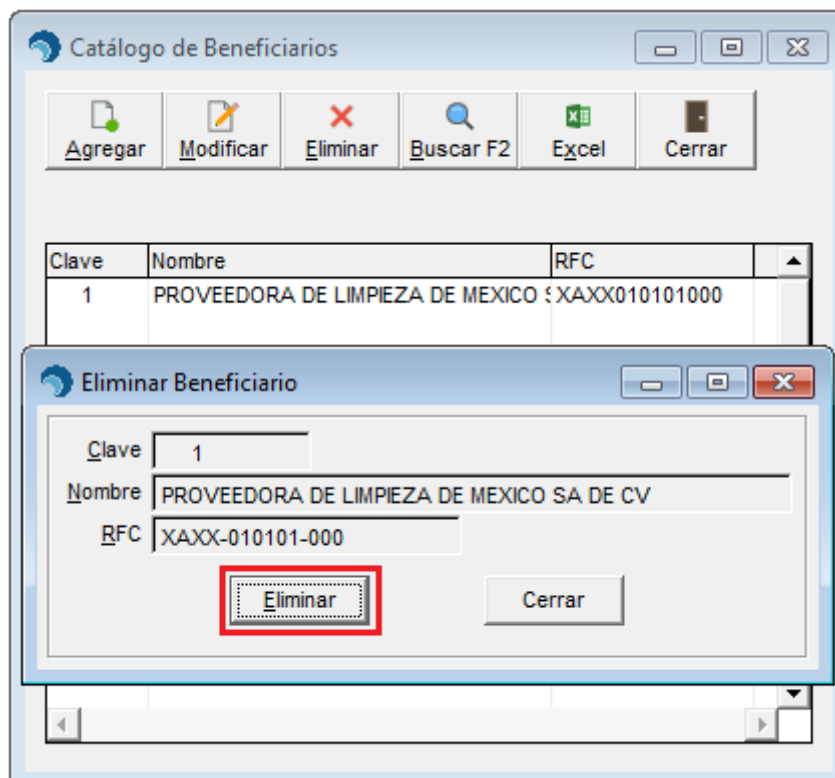 Catálogo de Beneficiarios
Agregar Modificar Eliminar Buscar F2 Excel Cerrar
Clave Nombre RFC
1 PROVEEDORA DE LIMPIEZA DE MEXICO XAXX010101000
Eliminar Beneficiario
Clave 1
Nombre PROVEEDORA DE LIMPIEZA DE MEXICO SA DE CV
RFC XAXX-010101-000
Eliminar Cerrar